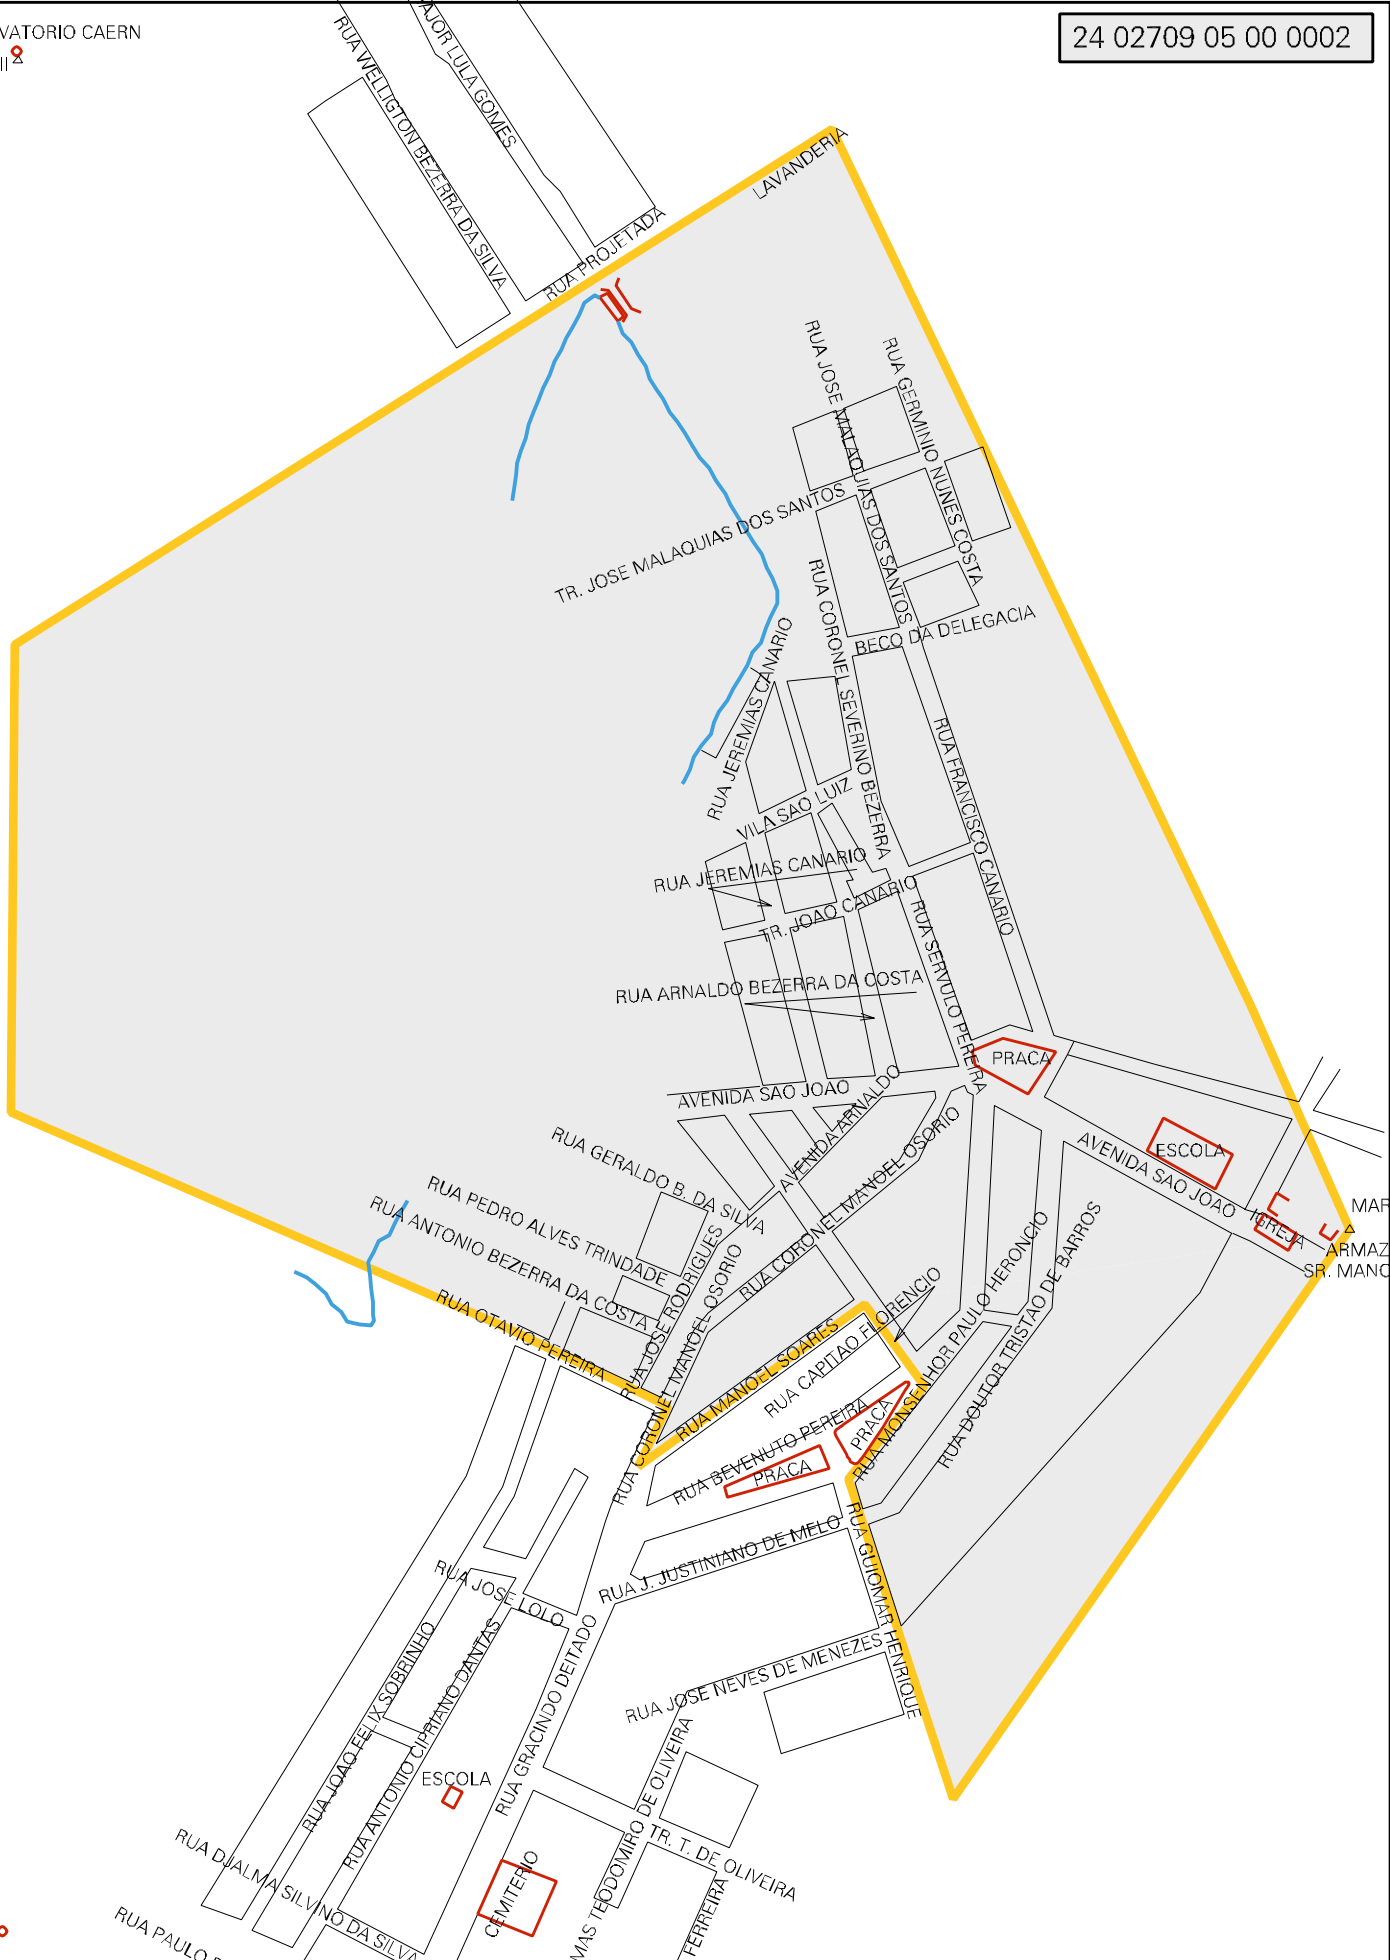 VATORIO CAERN
II
24 02709 05 00 0002
RUA WELLIGTON BEZERRA DA SILVA
AJOR LULA GOMES
LAVANDERIA
RUA PROJETADA
RUA JOSE MALAQUIAS DOS SANTOS
RUA GERMINIO NUNES COSTA
TR. JOSE MALAQUIAS DOS SANTOS
RUA CORONEL SEVERINO BEZERRA
BECO DA DELEGACIA
RUA JEREMIAS CANARIO
RUA FRANCISCO CANARIO
VILA SAO LUIZ
RUA JEREMIAS CANARIO
TR. JOAO CANARIO
RUA SERVULO PEREIRA
RUA ARNALDO BEZERRA DA COSTA
PRACA
AVENIDA SAO JOAO
AVENIDA ARNALDO
RUA CORONEL MANOEL OSORIO
RUA GERALDO B. DA SILVA
RUA PEDRO ALVES TRINDADE
RUA ANTONIO BEZERRA DA COSTA
AVENIDA SAO JOAO
ESCOLA
IGREJA
MAR
ARMAZ
SR. MANO
RUA OTAVIO PEREIRA
RUA JOSE RODRIGUES
RUA CORONEL MANOEL OSORIO
RUA MANOEL SOARES
RUA CAPITAO FLORENCIO
RUA MONSENHOR PAULO HERONCIO
RUA DOUTOR TRISTAO DE BARROS
RUA BEVENUTO PEREIRA
PRACA
PRACA
RUA J. JUSTINIANO DE MELO
RUA GUIOMAR HENRIQUE
RUA JOSE LOLO
RUA JOAO FELIX SOBRINHO
RUA ANTONIO CIPRIANO DANTAS
RUA GRACINDO DEITADO
RUA JOSE NEVES DE MENEZES
ESCOLA
MAS TEODOMIRO DE OLIVEIRA
TR. T. DE OLIVEIRA
RUA DJALMA SILVINO DA SILVA
CEMITERIO
FERREIRA
RUA PAULO